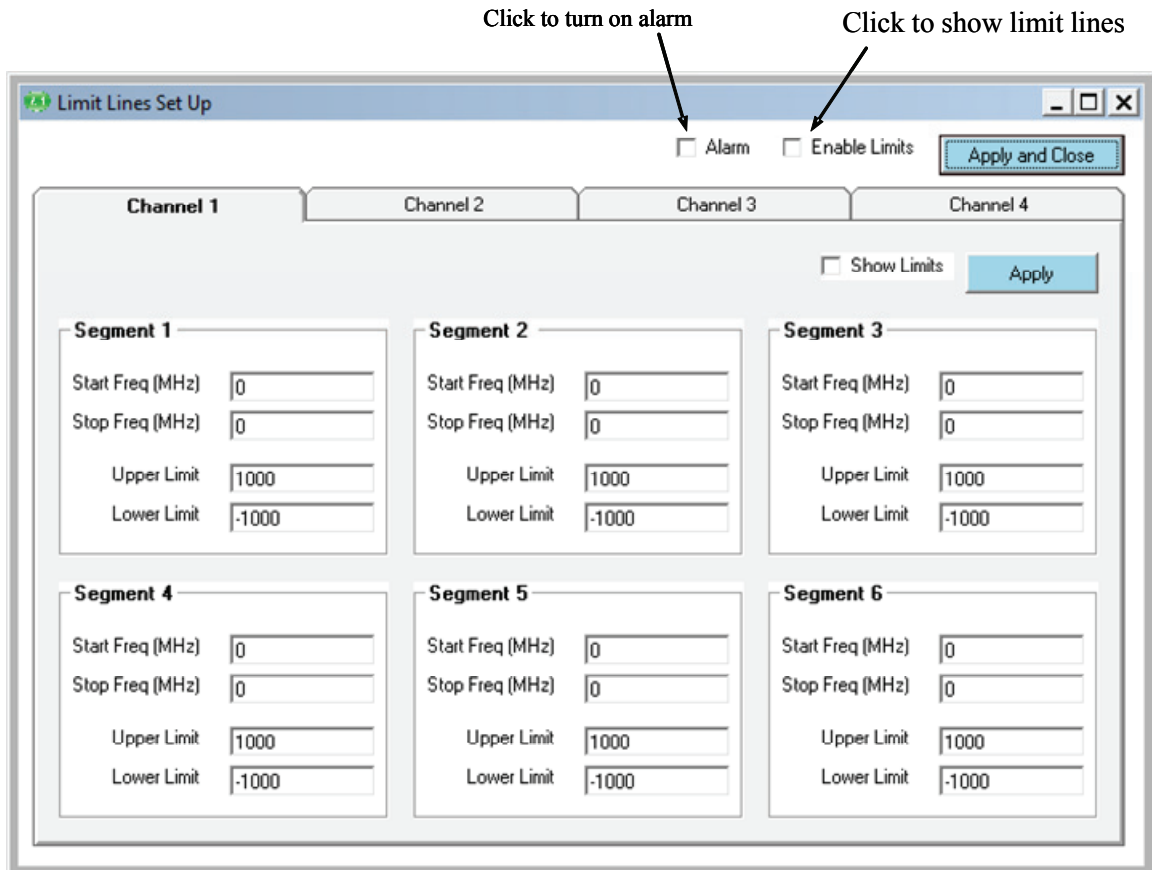 Click to turn on alarm
Click to show limit lines
Limit Lines Set Up
Alarm
Enable Limits
Apply and Close
Channel 1
Channel 2
Channel 3
Channel 4
Show Limits
Apply
Segment 1
Start Freq (MHz) 0
Stop Freq (MHz) 0
Upper Limit 1000
Lower Limit -1000
Segment 2
Start Freq (MHz) 0
Stop Freq (MHz) 0
Upper Limit 1000
Lower Limit -1000
Segment 3
Start Freq (MHz) 0
Stop Freq (MHz) 0
Upper Limit 1000
Lower Limit -1000
Segment 4
Start Freq (MHz) 0
Stop Freq (MHz) 0
Upper Limit 1000
Lower Limit -1000
Segment 5
Start Freq (MHz) 0
Stop Freq (MHz) 0
Upper Limit 1000
Lower Limit -1000
Segment 6
Start Freq (MHz) 0
Stop Freq (MHz) 0
Upper Limit 1000
Lower Limit -1000